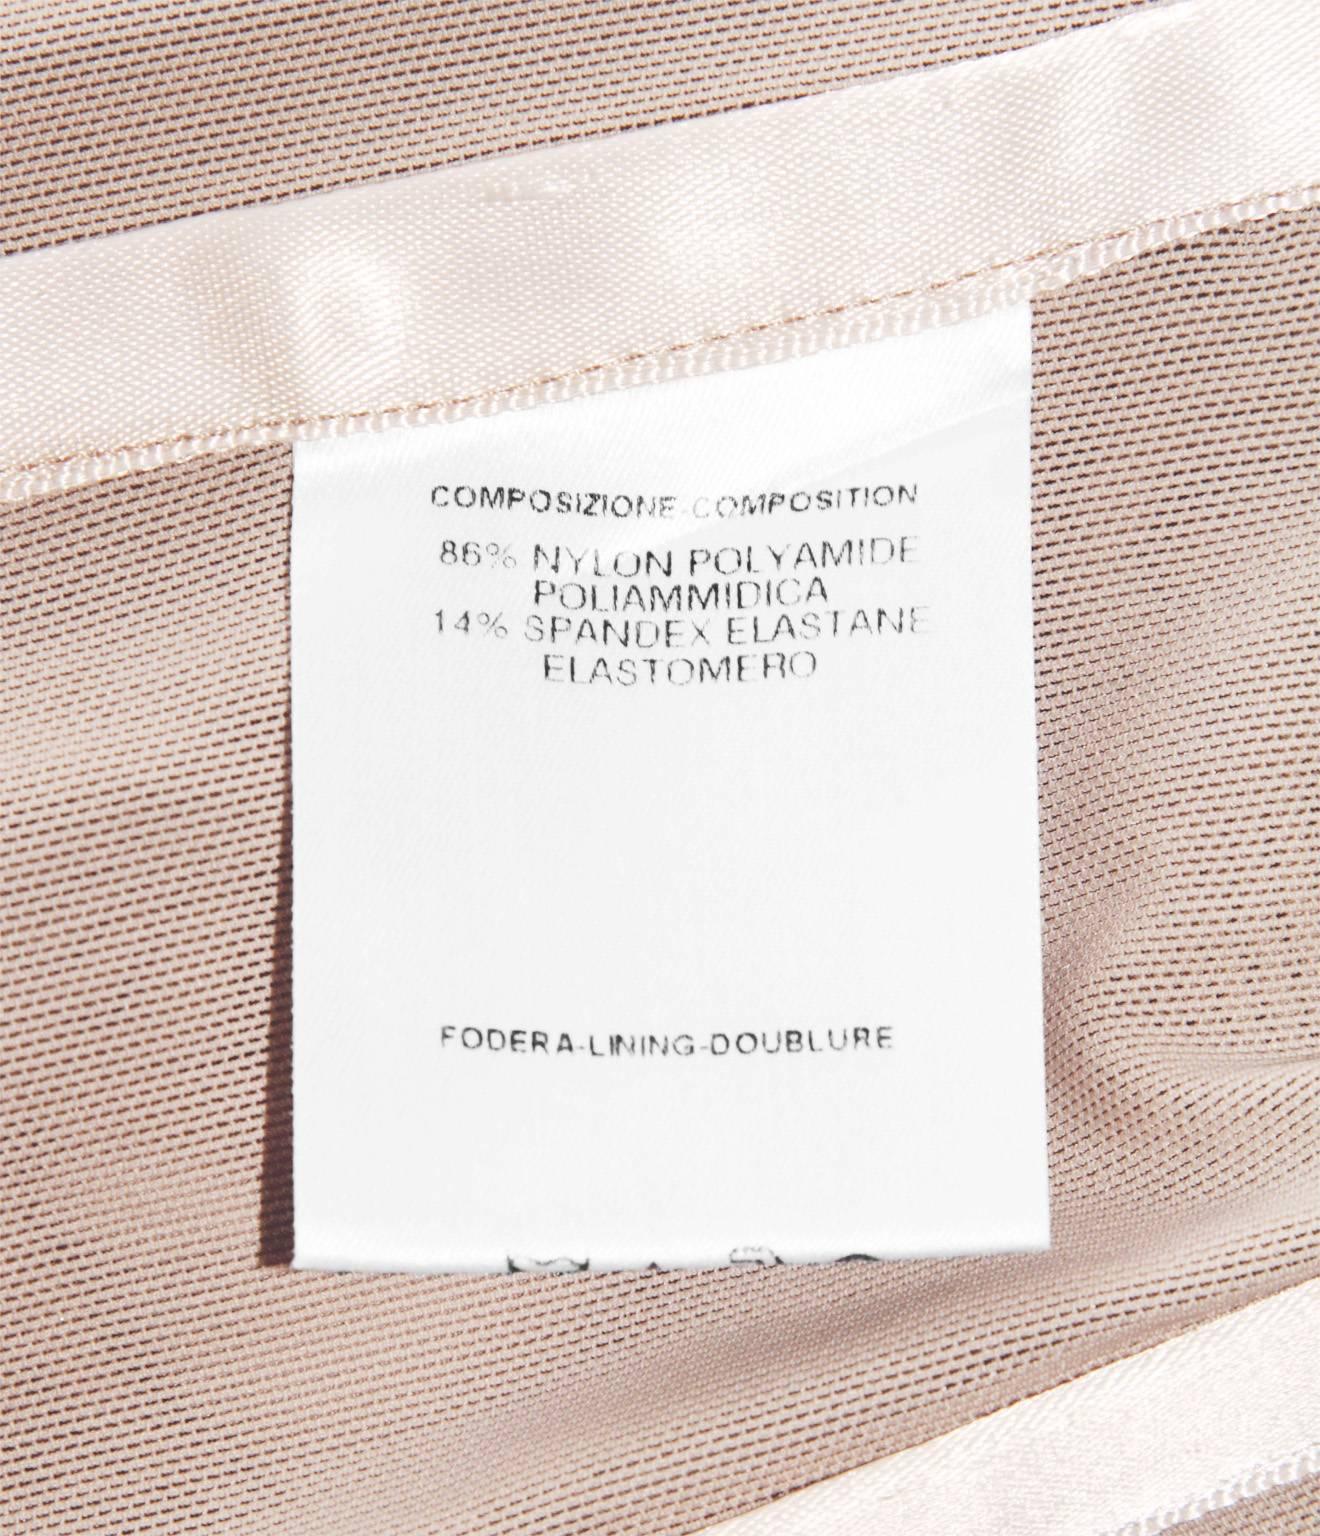 COMPOSIZIONE-COMPOSITION
86% NYLON POLYAMIDE
POLIAMMIDICA
14% SPANDEX ELASTANE
ELASTOMERO
FODERA-LINING-DOUBLURE